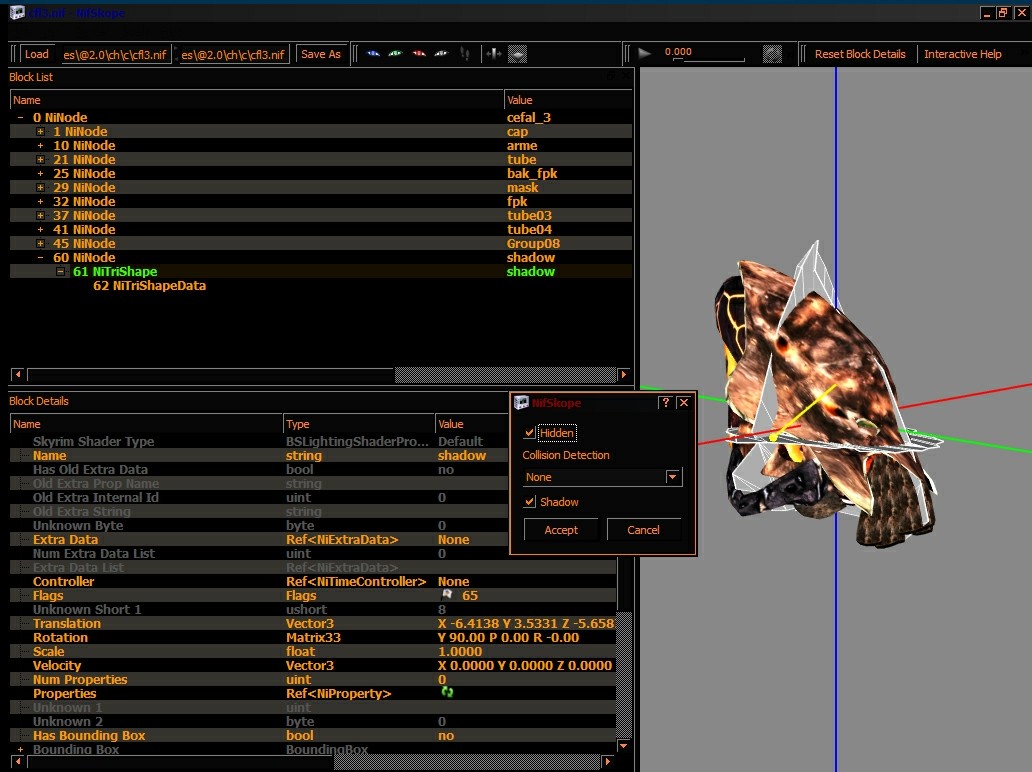 cfl3.nif - NifSkope
Load es\@2.0\ch\c\cfl3.nif es\@2.0\ch\c\cfl3.nif Save As 0.000 Reset Block Details Interactive Help
Block List
Name Value
0 NiNode cefal_3
1 NiNode cap
10 NiNode arme
21 NiNode tube
25 NiNode bak_fpk
29 NiNode mask
32 NiNode fpk
37 NiNode tube03
41 NiNode tube04
45 NiNode Group08
60 NiNode shadow
61 NiTriShape shadow
62 NiTriShapeData
Block Details
Name Type Value
Skyrim Shader Type BSLightingShaderPro... Default
Name string shadow
Has Old Extra Data bool no
Old Extra Prop Name string
Old Extra Internal Id uint 0
Old Extra String string
Unknown Byte byte 0
Extra Data Ref<NiExtraData> None
Num Extra Data List uint 0
Extra Data List Ref<NiExtraData>
Controller Ref<NiTimeController> None
Flags Flags 65
Unknown Short 1 ushort 8
Translation Vector3 X -6.4138 Y 3.5331 Z -5.658
Rotation Matrix33 Y 90.00 P 0.00 R -0.00
Scale float 1.0000
Velocity Vector3 X 0.0000 Y 0.0000 Z 0.0000
Num Properties uint 0
Properties Ref<NiProperty>
Unknown 1 uint
Unknown 2 byte 0
Has Bounding Box bool no
Bounding Box BoundingBox
NifSkope
Hidden
Collision Detection
None
Shadow
Accept Cancel